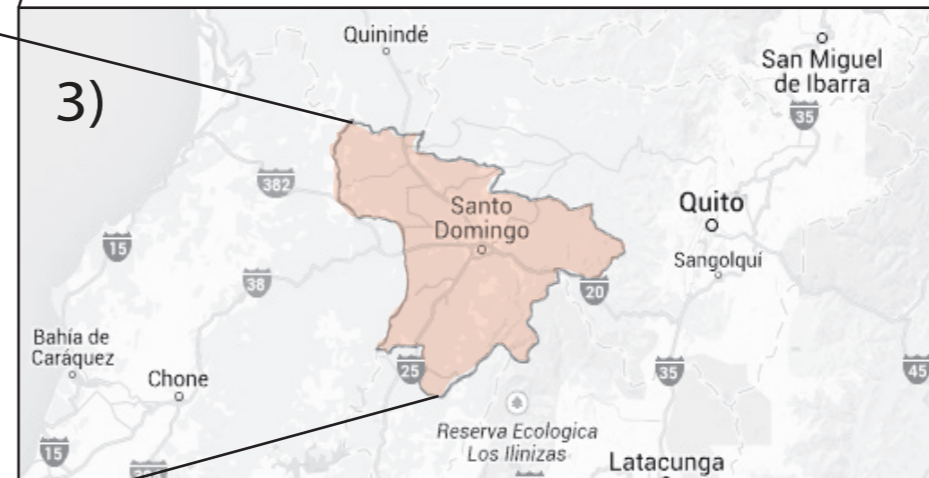 Quinindé
San Miguel
de Ibarra
3)
35
382
Santo
Domingo
Quito
15
Sangolquí
38
20
Bahía de
Caráquez
Chone
25
35
45
Reserva Ecologica
Los Ilinizas
15
Latacunga